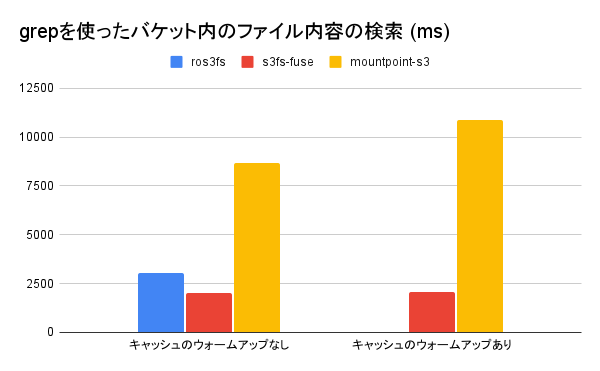 grepを使ったバケット内のファイル内容の検索 (ms)
ros3fs s3fs-fuse mountpoint-s3
12500
10000
7500
5000
2500
0
キャッシュのウォームアップなし キャッシュのウォームアップあり